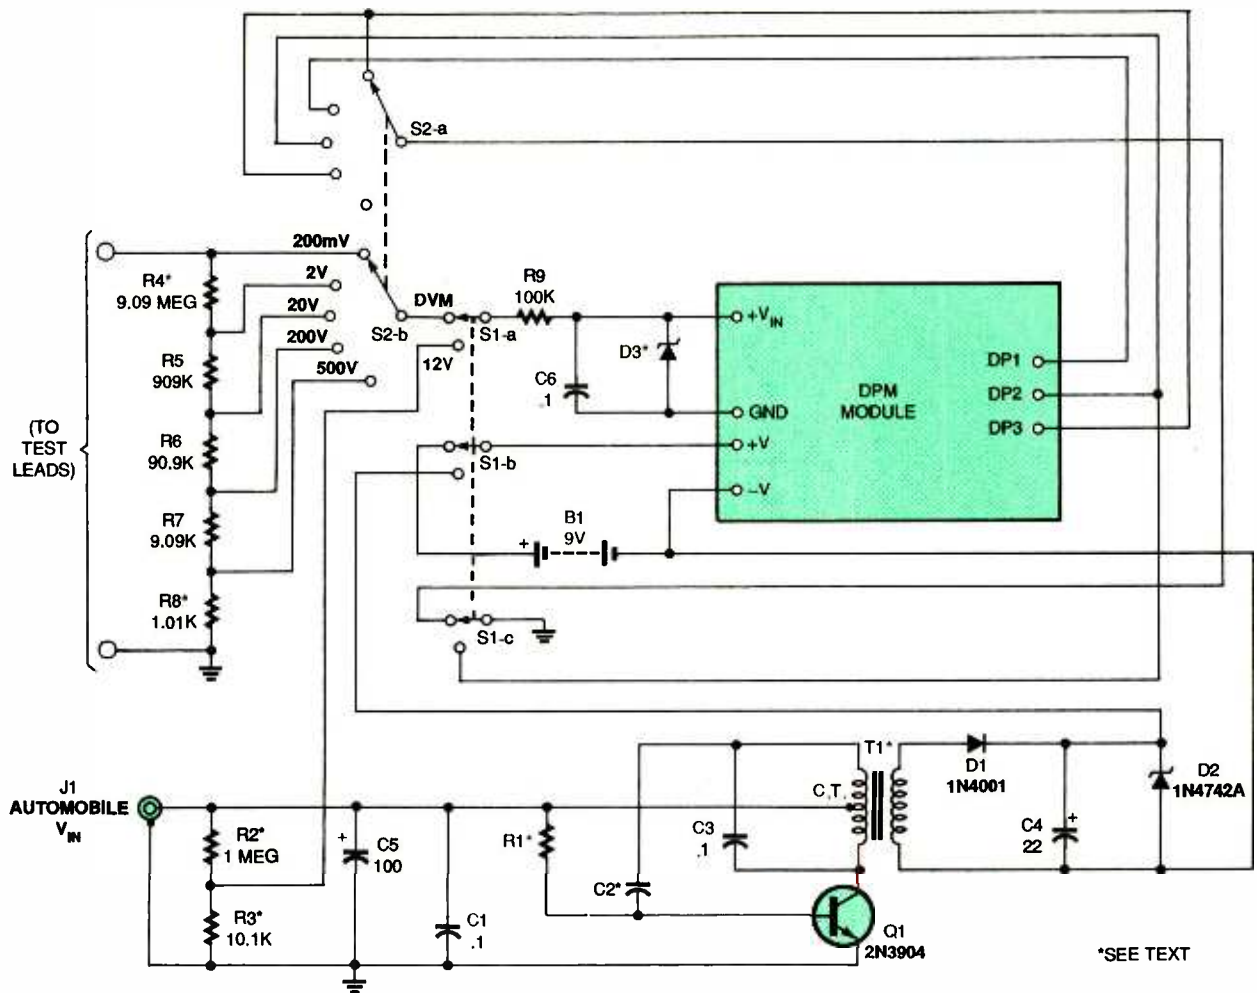 S2-a
200mV
2V
20V
200V
500V
S2-b
DVM
12V
S1-a
R9
100K
C6
.1
D3*
+VIN
GND
+V
–V
DPM
MODULE
DP1
DP2
DP3
(TO
TEST
LEADS)
R4*
9.09 MEG
R5
909K
R6
90.9K
R7
9.09K
R8*
1.01K
S1-b
B1
9V
+
S1-c
J1
AUTOMOBILE
VIN
R2*
1 MEG
R3*
10.1K
+
C5
100
C1
.1
R1*
C2*
C3
.1
C.T.
T1*
D1
1N4001
C4
22
+
D2
1N4742A
Q1
2N3904
*SEE TEXT